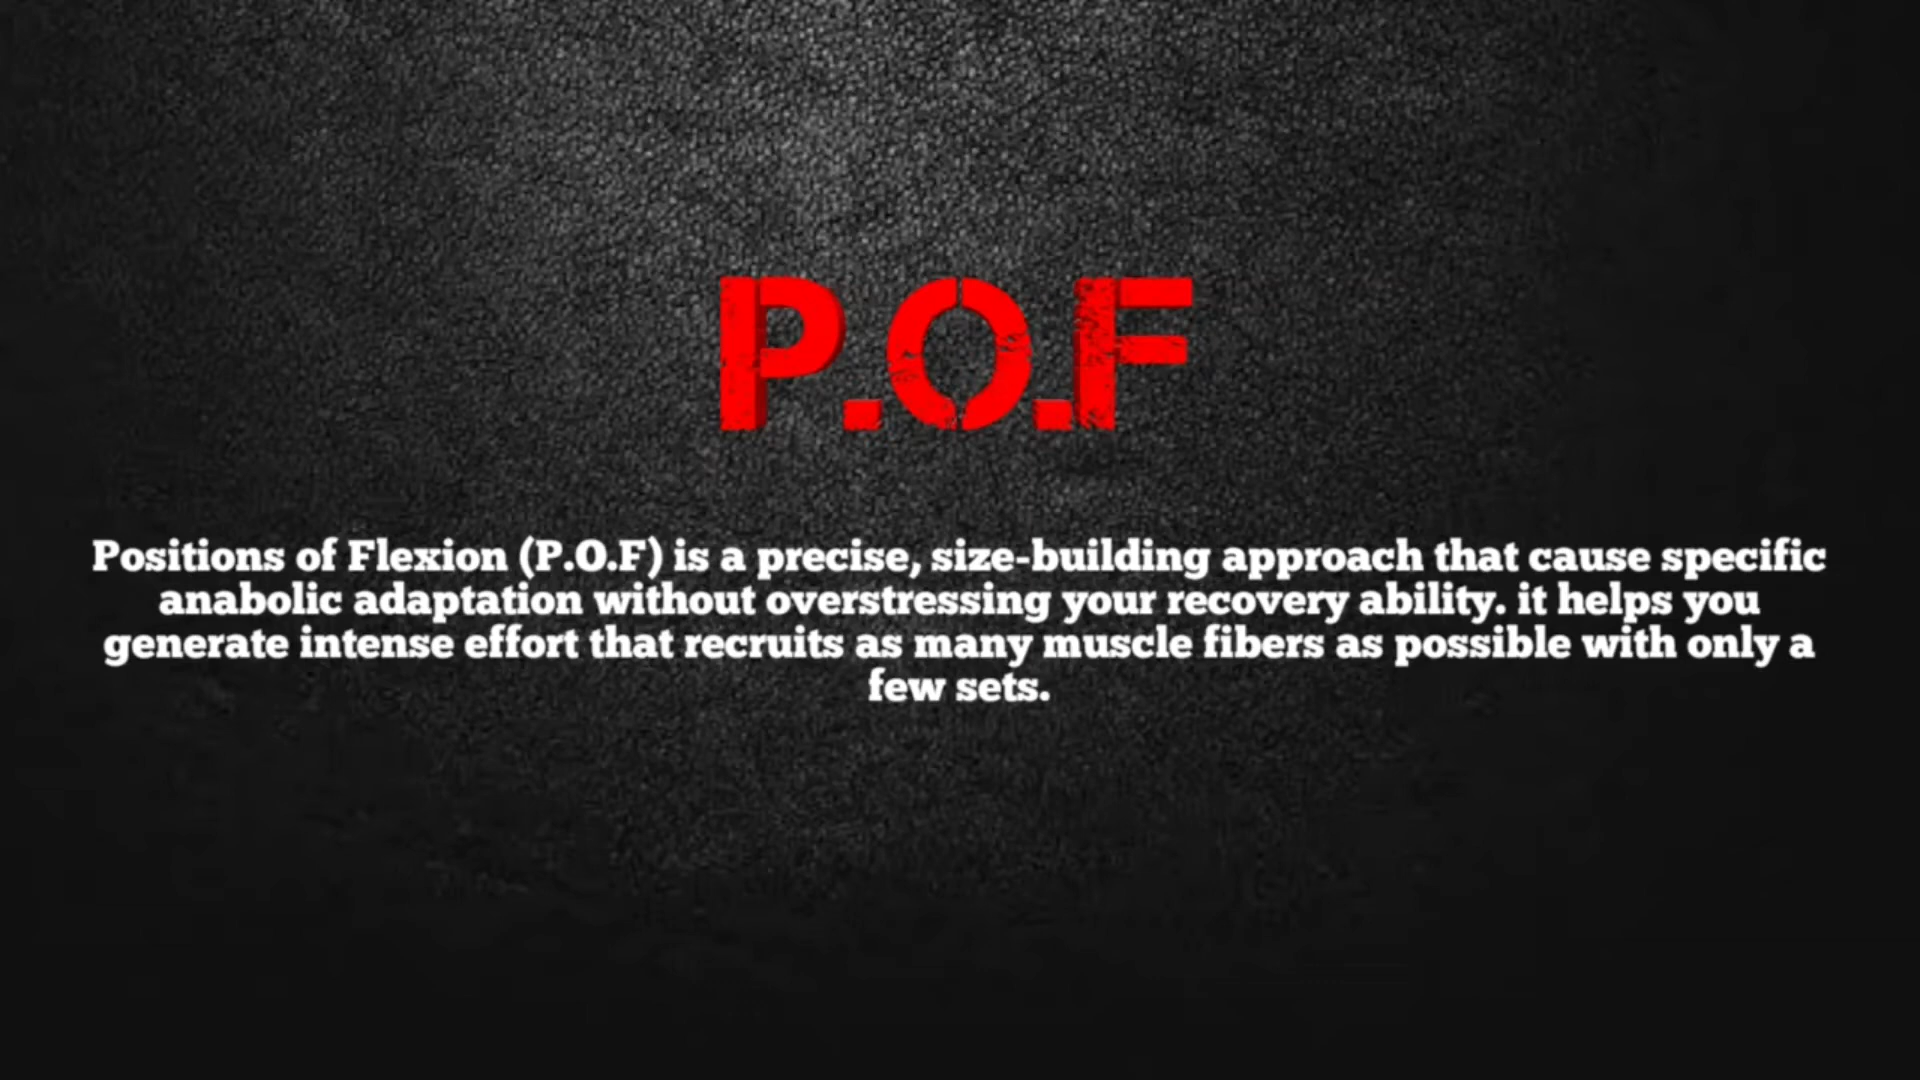 P.O.F
Positions of Flexion (P.O.F) is a precise, size-building approach that cause specific
anabolic adaptation without overstressing your recovery ability. it helps you
generate intense effort that recruits as many muscle fibers as possible with only a
few sets.